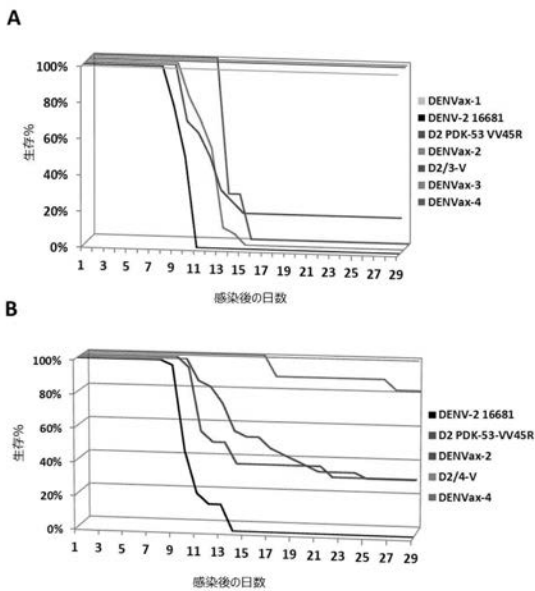 A
100%
80%
60%
40%
20%
0%
生存%
1 3 5 7 9 11 13 15 17 19 21 23 25 27 29
感染後の日数
DENVax-1
DENV-2 16681
D2 PDK-53 VV45R
DENVax-2
D2/3-V
DENVax-3
DENVax-4
B
100%
80%
60%
40%
20%
0%
生存%
1 3 5 7 9 11 13 15 17 19 21 23 25 27 29
感染後の日数
DENV-2 16681
D2 PDK-53-VV45R
DENVax-2
D2/4-V
DENVax-4